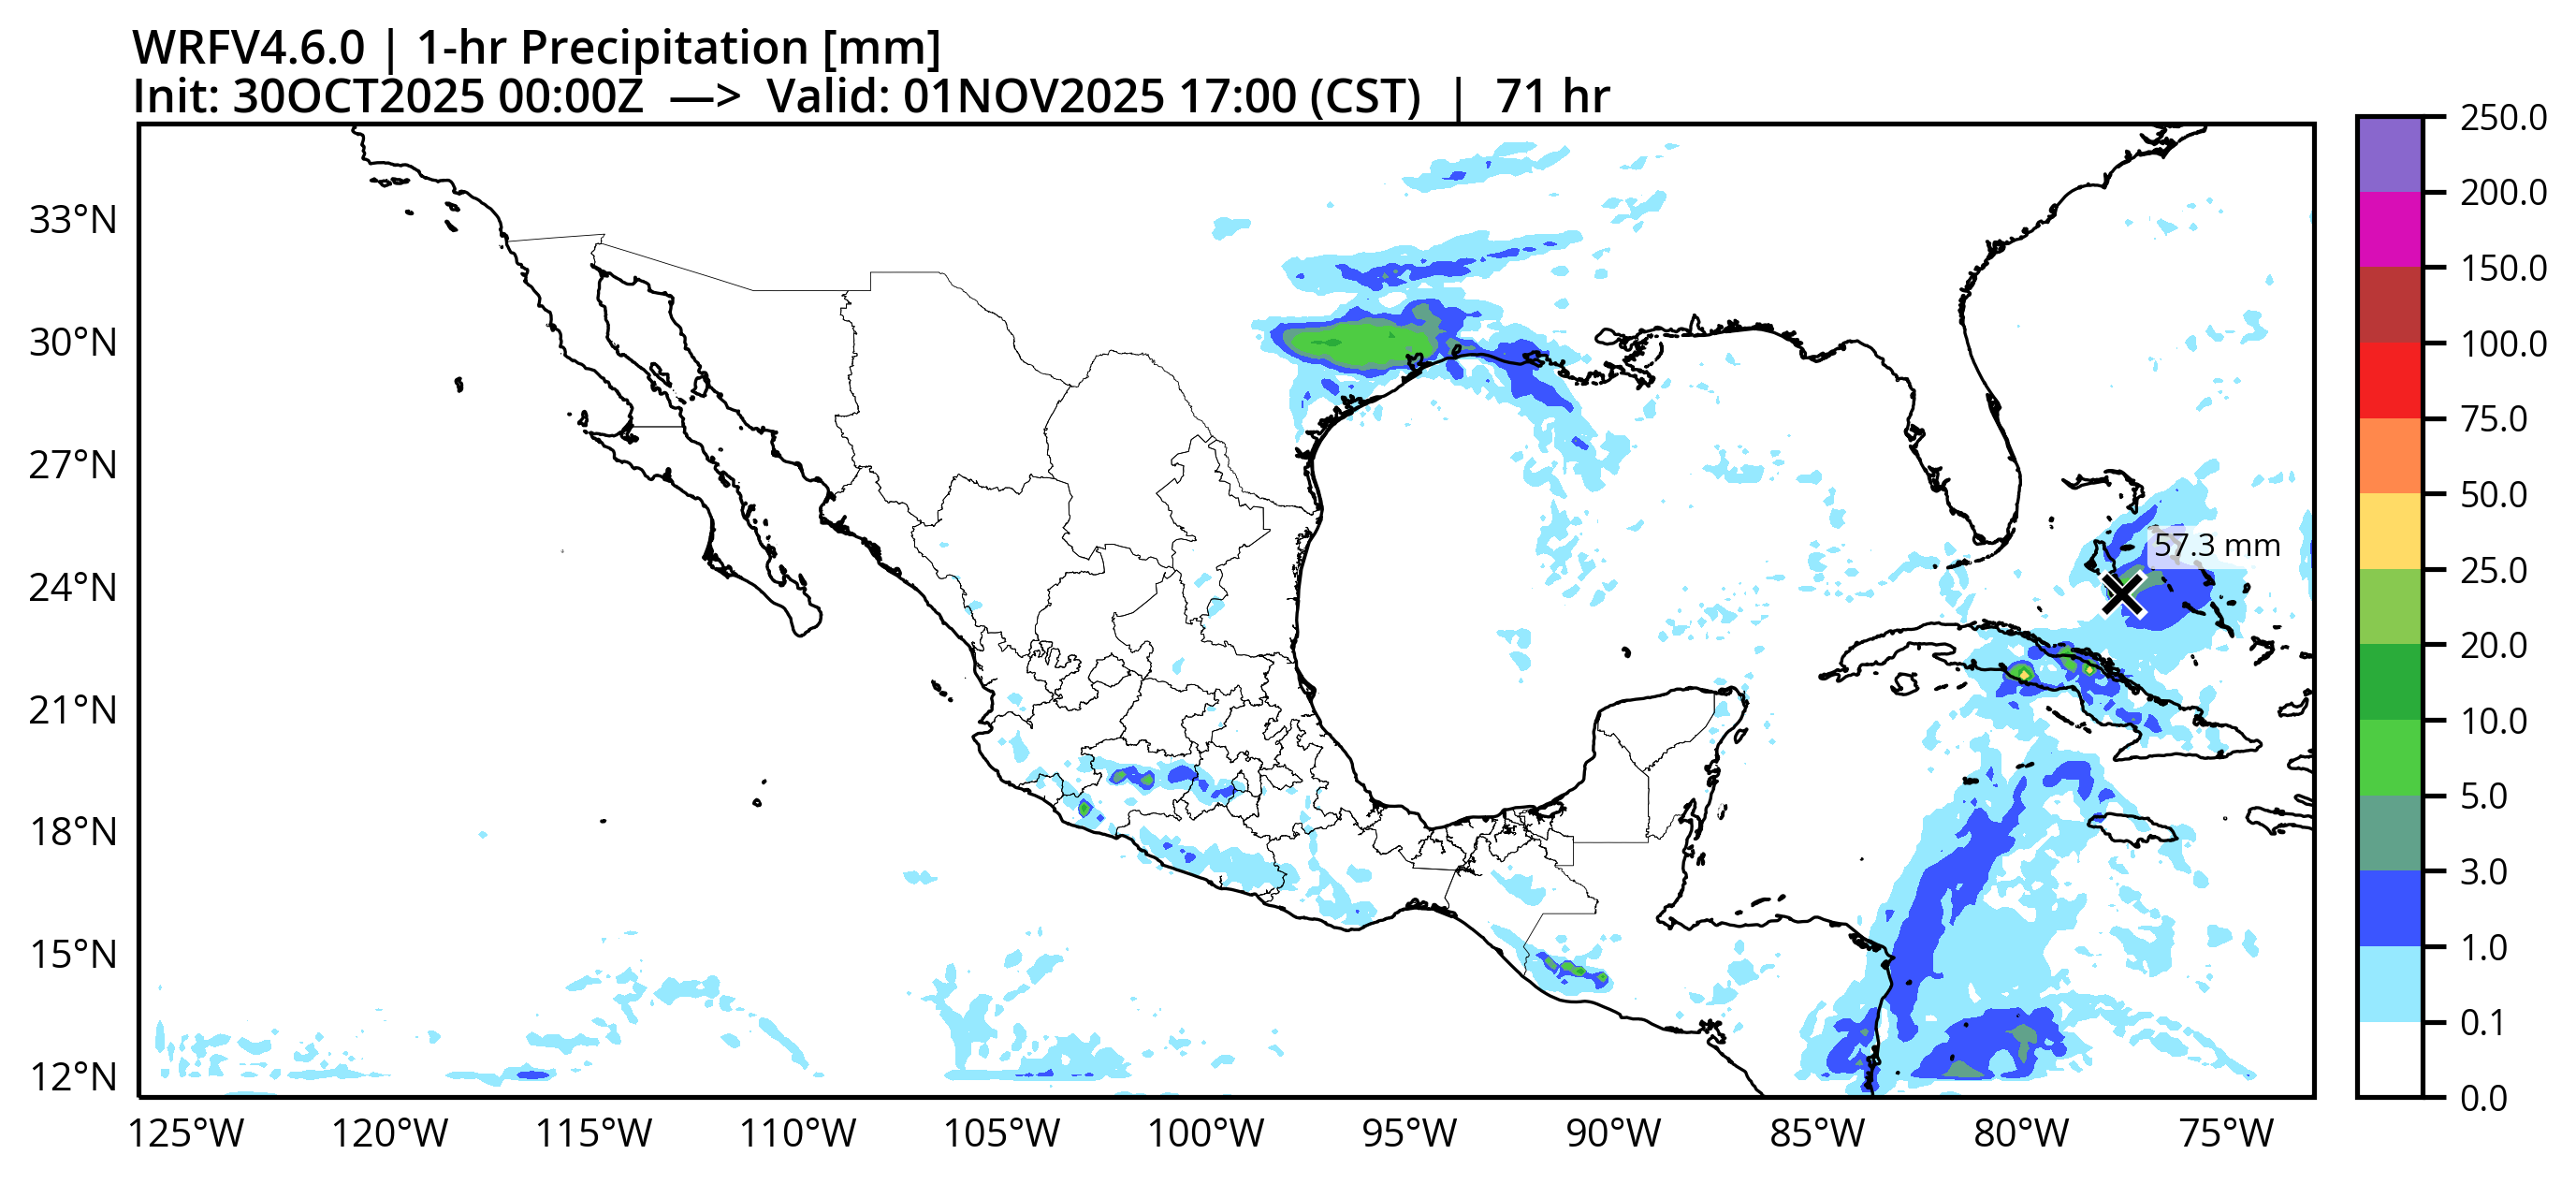 WRFV4.6.0 | 1-hr Precipitation [mm]
Init: 30OCT2025 00:00Z —> Valid: 01NOV2025 17:00 (CST) | 71 hr
250.0
200.0
150.0
100.0
75.0
50.0
25.0
20.0
10.0
5.0
3.0
1.0
0.1
0.0
33°N
30°N
27°N
24°N
21°N
18°N
15°N
12°N
57.3 mm
125°W 120°W 115°W 110°W 105°W 100°W 95°W 90°W 85°W 80°W 75°W